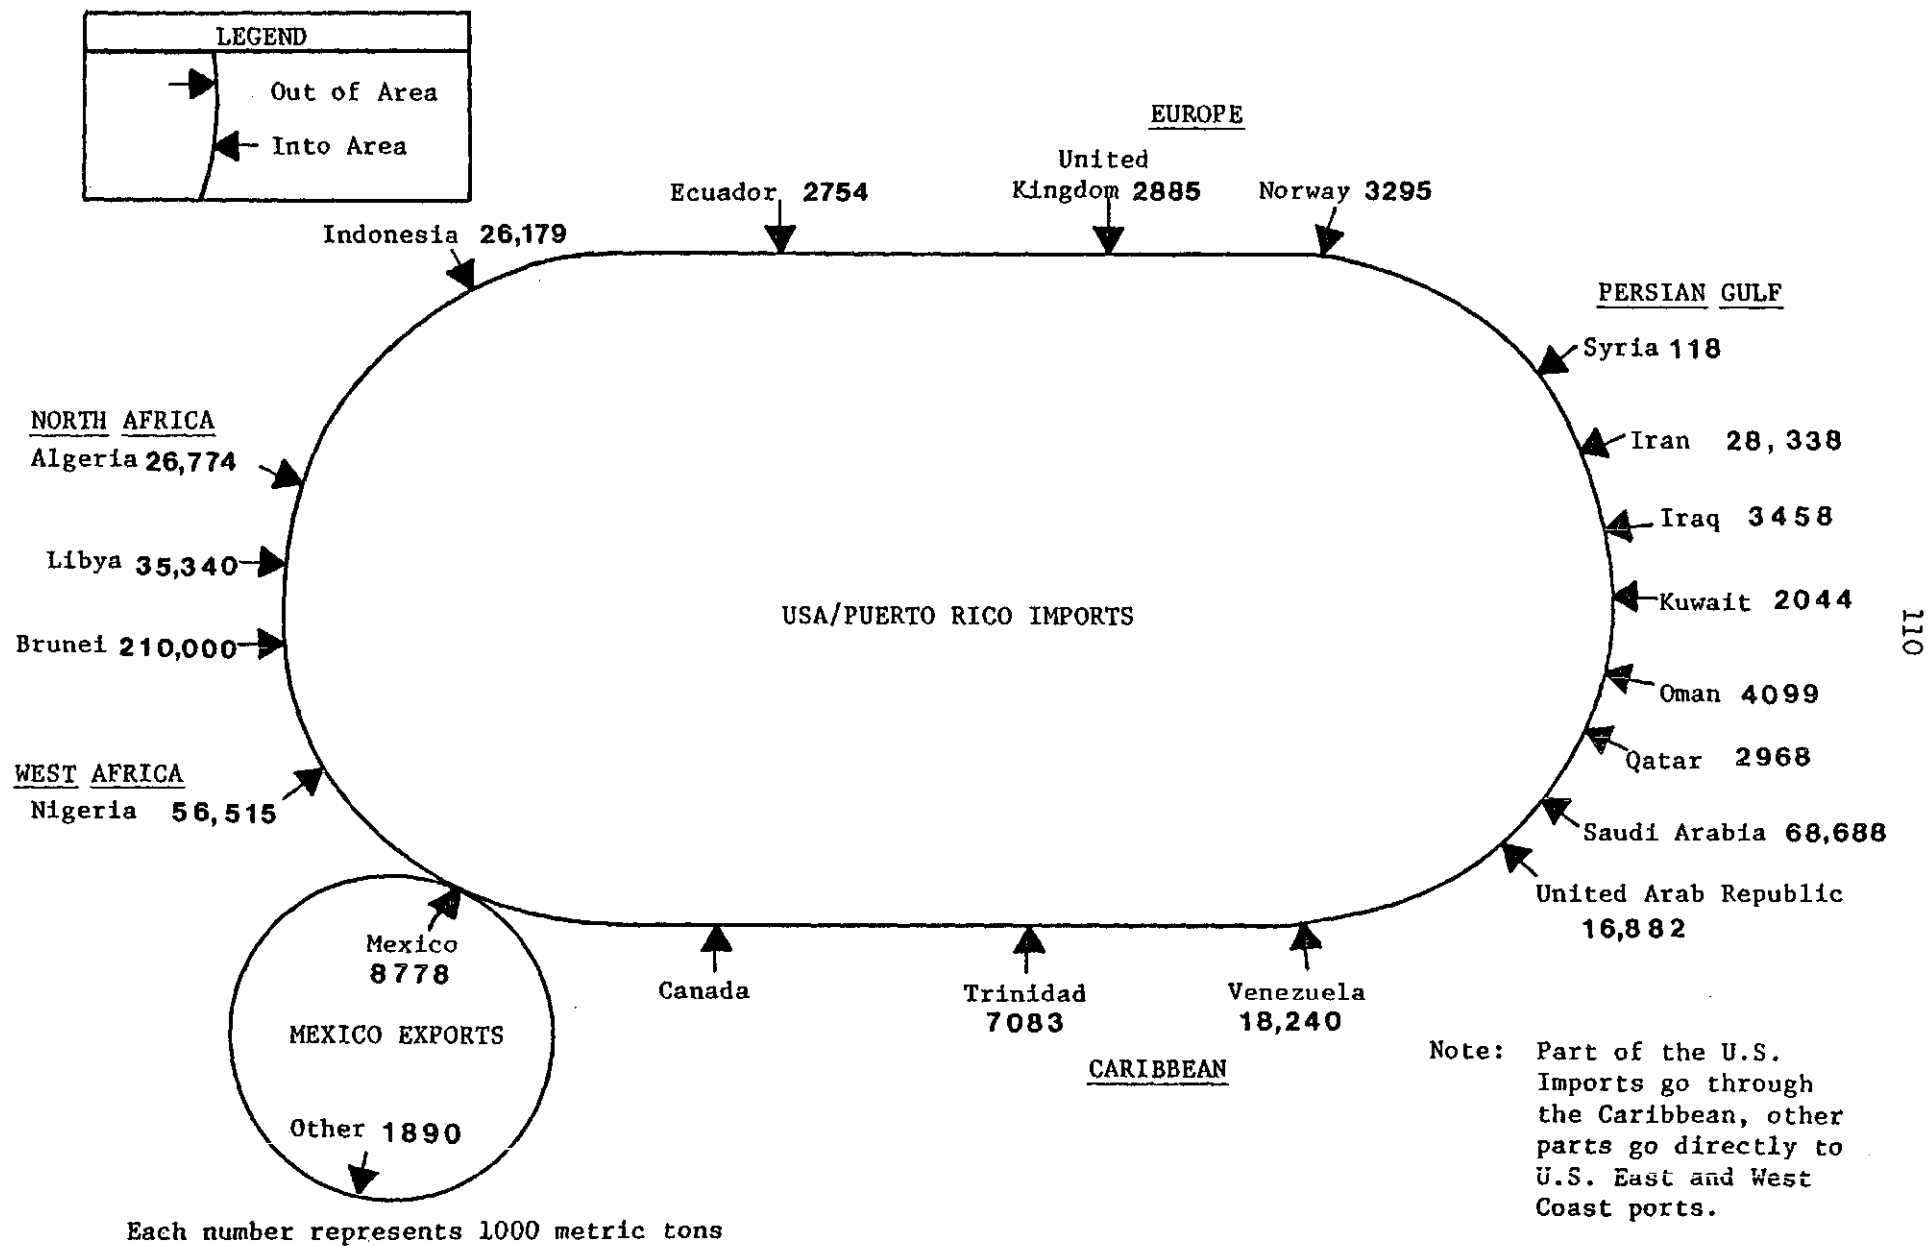 LEGEND
Out of Area
Into Area
EUROPE
United
Kingdom 2885
Ecuador 2754
Norway 3295
Indonesia 26,179
PERSIAN GULF
Syria 118
Iran 28,338
Iraq 3458
Kuwait 2044
Oman 4099
Qatar 2968
Saudi Arabia 68,688
United Arab Republic
16,882
NORTH AFRICA
Algeria 26,774
Libya 35,340
Brunei 210,000
WEST AFRICA
Nigeria 56,515
USA/PUERTO RICO IMPORTS
110
Mexico
8778
MEXICO EXPORTS
Other 1890
Canada
Trinidad
7083
Venezuela
18,240
CARIBBEAN
Note: Part of the U.S.
Imports go through
the Caribbean, other
parts go directly to
U.S. East and West
Coast ports.
Each number represents 1000 metric tons